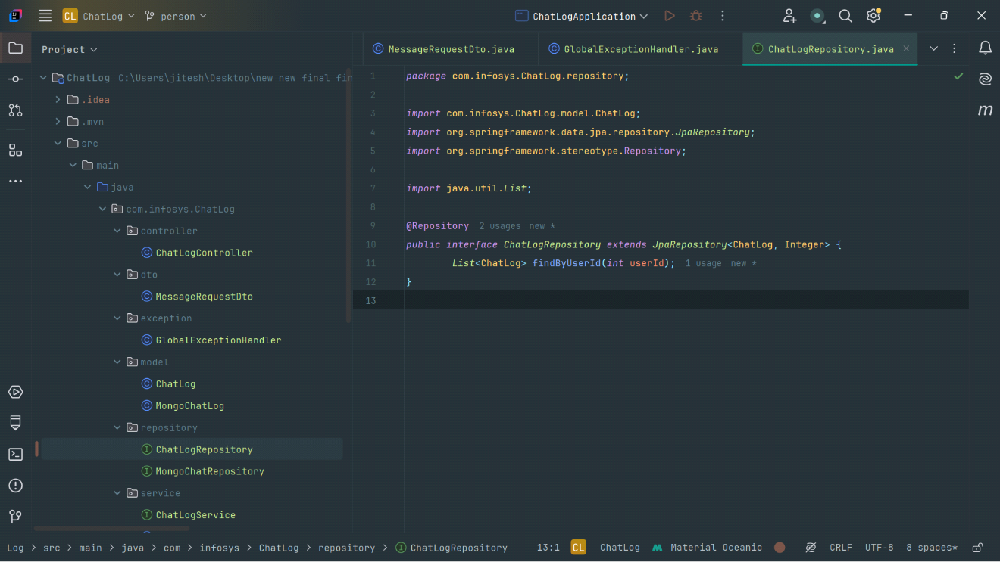 CL ChatLog person ChatLogApplication
Project
MessageRequestDto.java GlobalExceptionHandler.java ChatLogRepository.java
ChatLog C:\Users\jitesh\Desktop\new new final fin
.idea
.mvn
src
main
java
com.infosys.ChatLog
controller
ChatLogController
dto
MessageRequestDto
exception
GlobalExceptionHandler
model
ChatLog
MongoChatLog
repository
ChatLogRepository
MongoChatRepository
service
ChatLogService
1 package com.infosys.ChatLog.repository;
2
3 import com.infosys.ChatLog.model.ChatLog;
4 import org.springframework.data.jpa.repository.JpaRepository;
5 import org.springframework.stereotype.Repository;
6
7 import java.util.List;
8
9 @Repository 2 usages new *
10 public interface ChatLogRepository extends JpaRepository<ChatLog, Integer> {
11 List<ChatLog> findByUserId(int userId); 1 usage new *
12 }
13
m
Log > src > main > java > com > infosys > ChatLog > repository > ChatLogRepository 13:1 CL ChatLog Material Oceanic CRLF UTF-8 8 spaces*